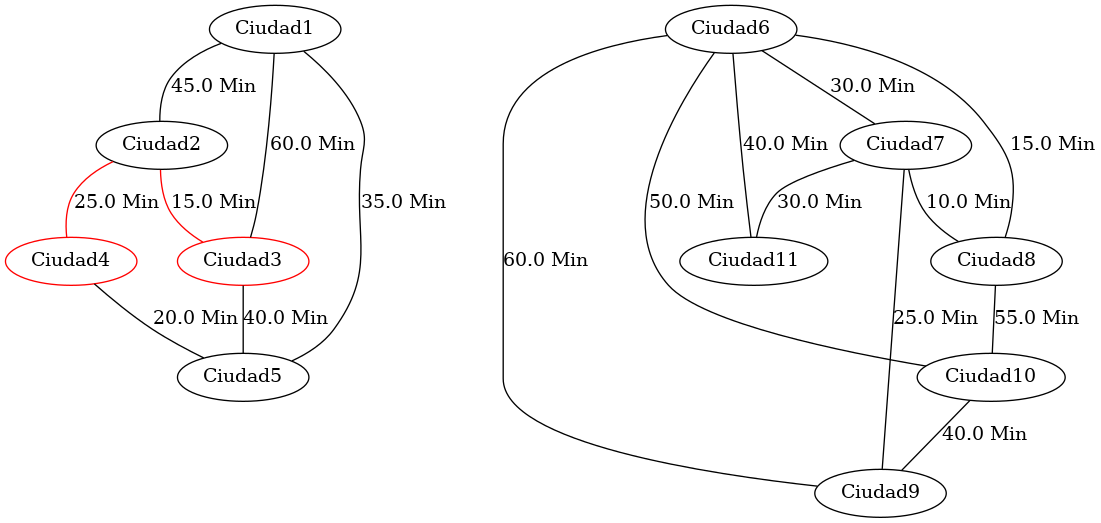 Ciudad1
Ciudad6
45.0 Min
30.0 Min
Ciudad2
60.0 Min
40.0 Min
Ciudad7
15.0 Min
25.0 Min
15.0 Min
35.0 Min
50.0 Min
30.0 Min
10.0 Min
Ciudad4
Ciudad3
60.0 Min
Ciudad11
Ciudad8
20.0 Min
40.0 Min
25.0 Min
55.0 Min
Ciudad5
Ciudad10
40.0 Min
Ciudad9